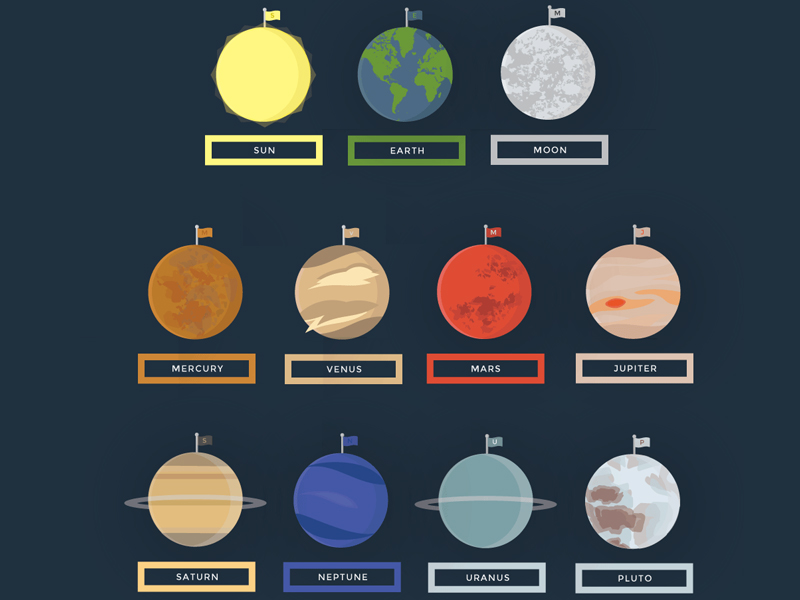 S
E
M
SUN
EARTH
MOON
M
V
M
J
MERCURY
VENUS
MARS
JUPITER
S
U
P
SATURN
NEPTUNE
URANUS
PLUTO